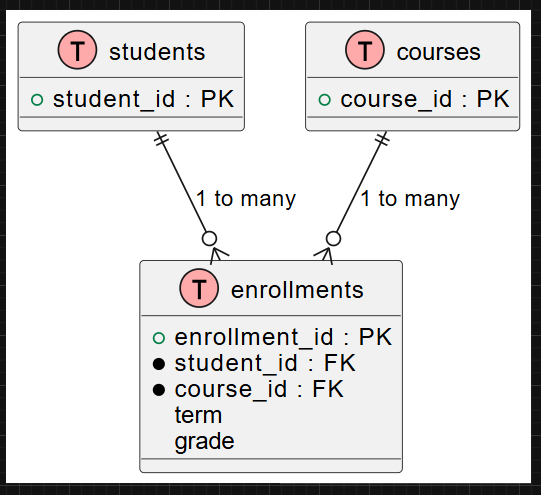 T students
T courses
student_id : PK
course_id : PK
1 to many
1 to many
T enrollments
enrollment_id : PK
student_id : FK
course_id : FK
term
grade